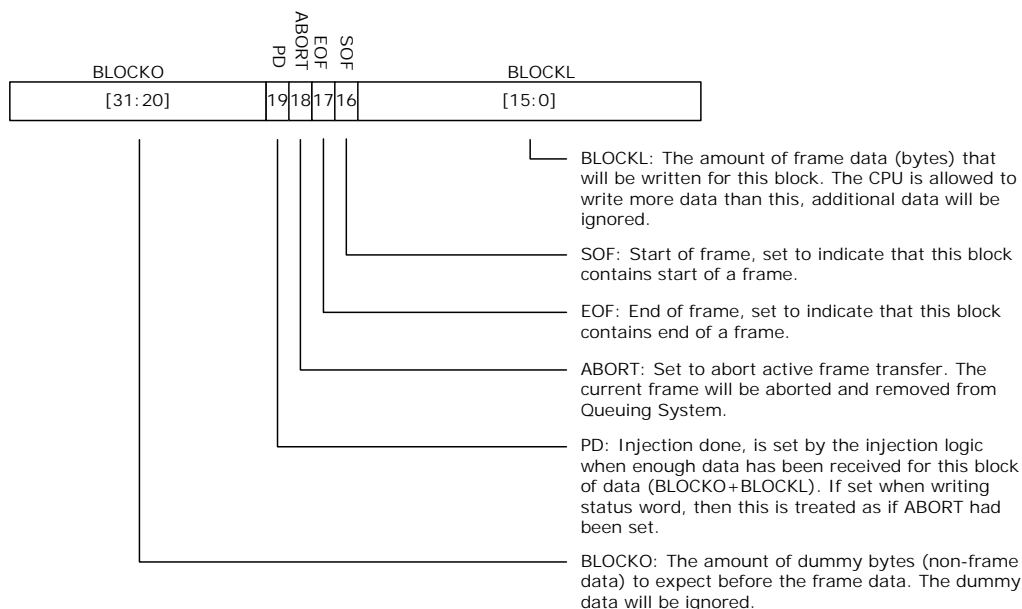 PD
ABORT
EOF
SOF
BLOCKO
BLOCKL
[31:20]
19
18
17
16
[15:0]
BLOCKL: The amount of frame data (bytes) that
will be written for this block. The CPU is allowed to
write more data than this, additional data will be
ignored.
SOF: Start of frame, set to indicate that this block
contains start of a frame.
EOF: End of frame, set to indicate that this block
contains end of a frame.
ABORT: Set to abort active frame transfer. The
current frame will be aborted and removed from
Queuing System.
PD: Injection done, is set by the injection logic
when enough data has been received for this block
of data (BLOCKO+BLOCKL). If set when writing
status word, then this is treated as if ABORT had
been set.
BLOCKO: The amount of dummy bytes (non-frame
data) to expect before the frame data. The dummy
data will be ignored.